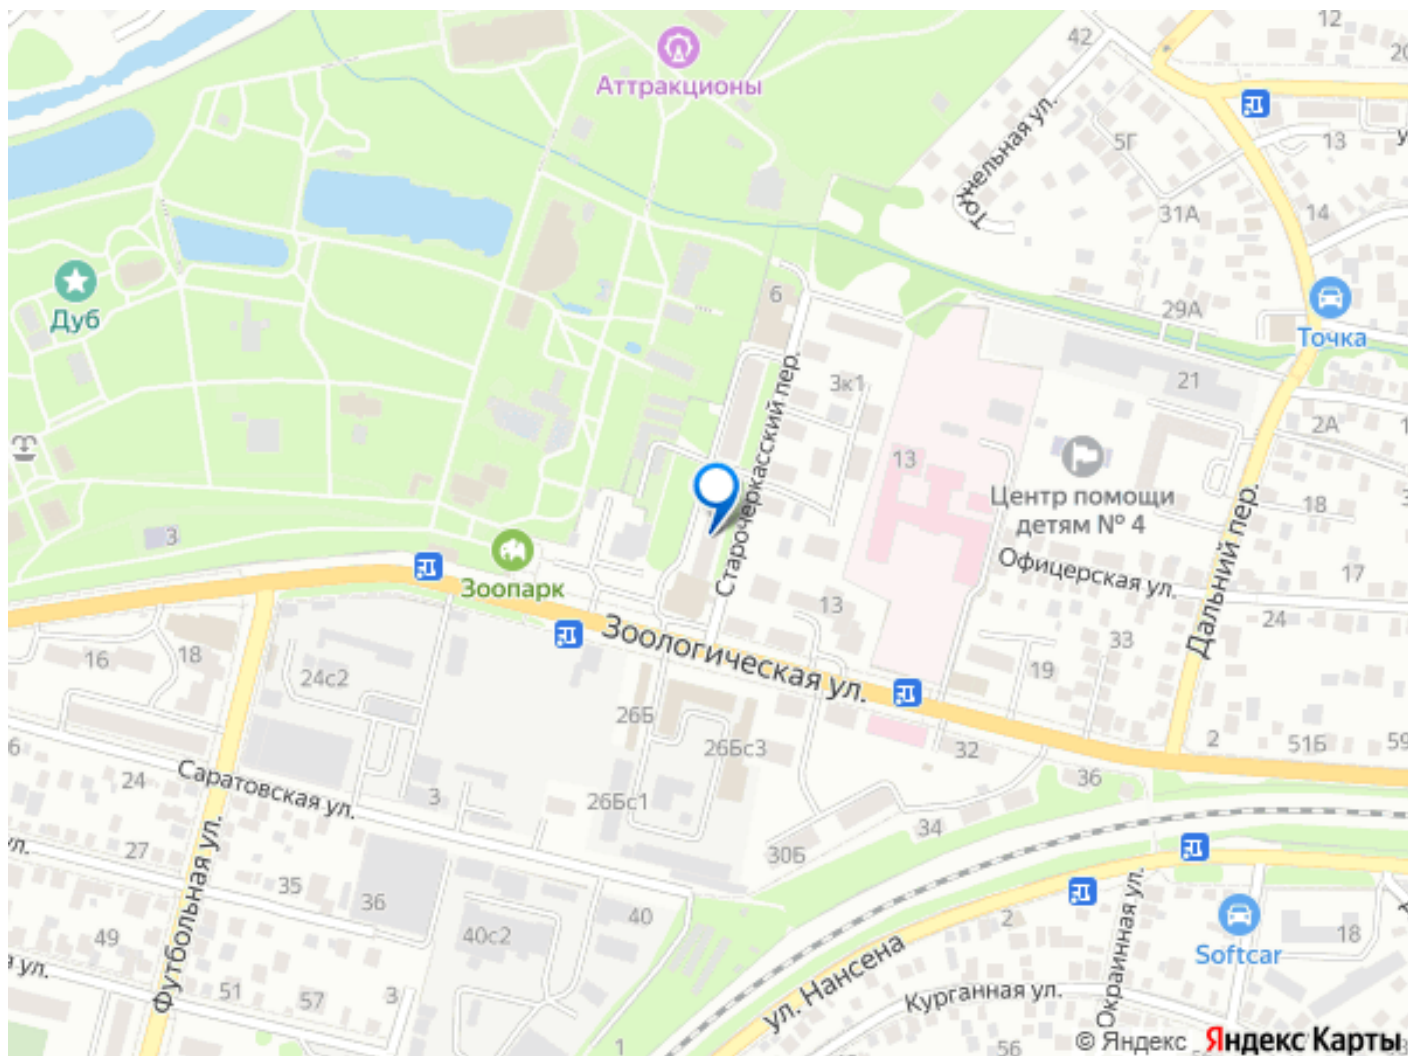 12
42
20
Аттракционы
Тоннельная ул.
5Г
13
31А
14
Дуб
6
29А
Точка
Старочеркасский пер.
3к1
21
2А
13
Центр помощи
детям № 4
18
3
Зоопарк
Офицерская ул.
17
Дальний пер.
24
13
33
Зоологическая ул.
16
18
24с2
19
26Б
26Бс3
32
2
51Б
59
6
24
Саратовская ул.
3
26Бс1
36
34
30Б
ул.
27
35
36
Футбольная ул.
40
40с2
49
2
Окраинная ул.
18
Softcar
ул. Нансена
а ул.
51
57
3
Курганная ул.
1
56
© Яндекс Яндекс Карты